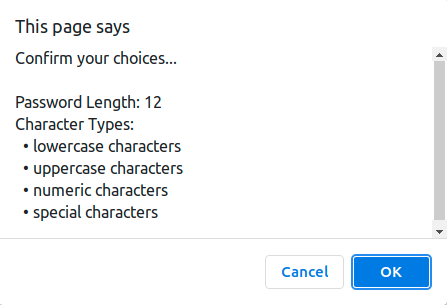 This page says
Confirm your choices...
Password Length: 12
Character Types:
• lowercase characters
• uppercase characters
• numeric characters
• special characters
Cancel
OK